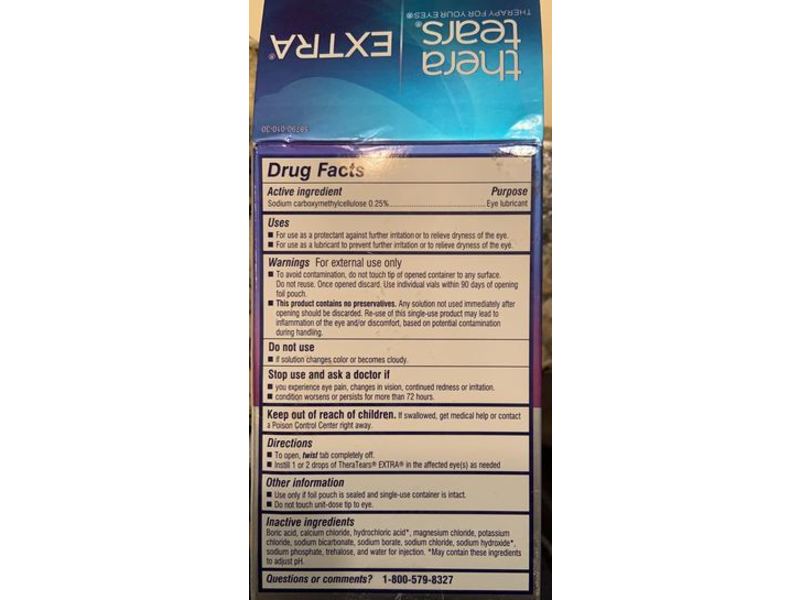 thera
tears®
THERAPY FOR YOUR EYES®
EXTRA®
58790-010-30
Drug Facts
Active ingredient Purpose
Sodium carboxymethylcellulose 0.25%...............................Eye lubricant
Uses
■ For use as a protectant against further irritation or to relieve dryness of the eye.
■ For use as a lubricant to prevent further irritation or to relieve dryness of the eye.
Warnings For external use only
■ To avoid contamination, do not touch tip of opened container to any surface.
Do not reuse. Once opened discard. Use individual vials within 90 days of opening
foil pouch.
■ This product contains no preservatives. Any solution not used immediately after
opening should be discarded. Re-use of this single-use product may lead to
inflammation of the eye and/or discomfort, based on potential contamination
during handling.
Do not use
■ if solution changes color or becomes cloudy.
Stop use and ask a doctor if
■ you experience eye pain, changes in vision, continued redness or irritation.
■ condition worsens or persists for more than 72 hours.
Keep out of reach of children. If swallowed, get medical help or contact
a Poison Control Center right away.
Directions
■ To open, twist tab completely off.
■ Instill 1 or 2 drops of TheraTears® EXTRA® in the affected eye(s) as needed
Other information
■ Use only if foil pouch is sealed and single-use container is intact.
■ Do not touch unit-dose tip to eye.
Inactive ingredients
Boric acid, calcium chloride, hydrochloric acid*, magnesium chloride, potassium
chloride, sodium bicarbonate, sodium borate, sodium chloride, sodium hydroxide*,
sodium phosphate, trehalose, and water for injection. *May contain these ingredients
to adjust pH.
Questions or comments? 1-800-579-8327